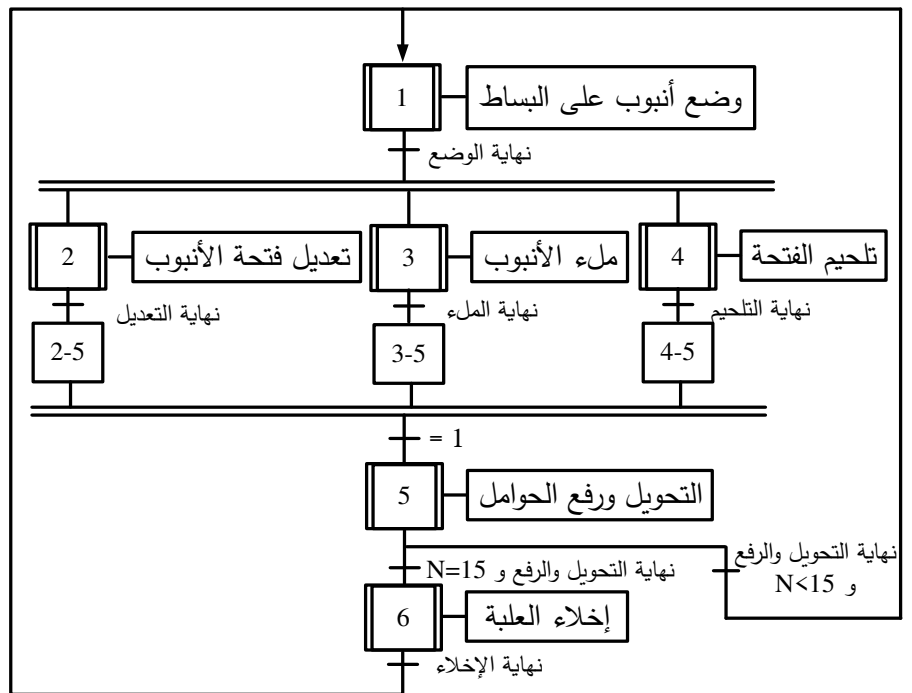 1
وضع أنبوب على البساط
نهاية الوضع
2
تعديل فتحة الأنبوب
3
ملء الأنبوب
4
تلحيم الفتحة
نهاية التعديل
نهاية الملء
نهاية التلحيم
2-5
3-5
4-5
= 1
5
التحويل ورفع الحوامل
نهاية التحويل والرفع و N=15
نهاية التحويل والرفع
و N<15
6
إخلاء العلبة
نهاية الإخلاء